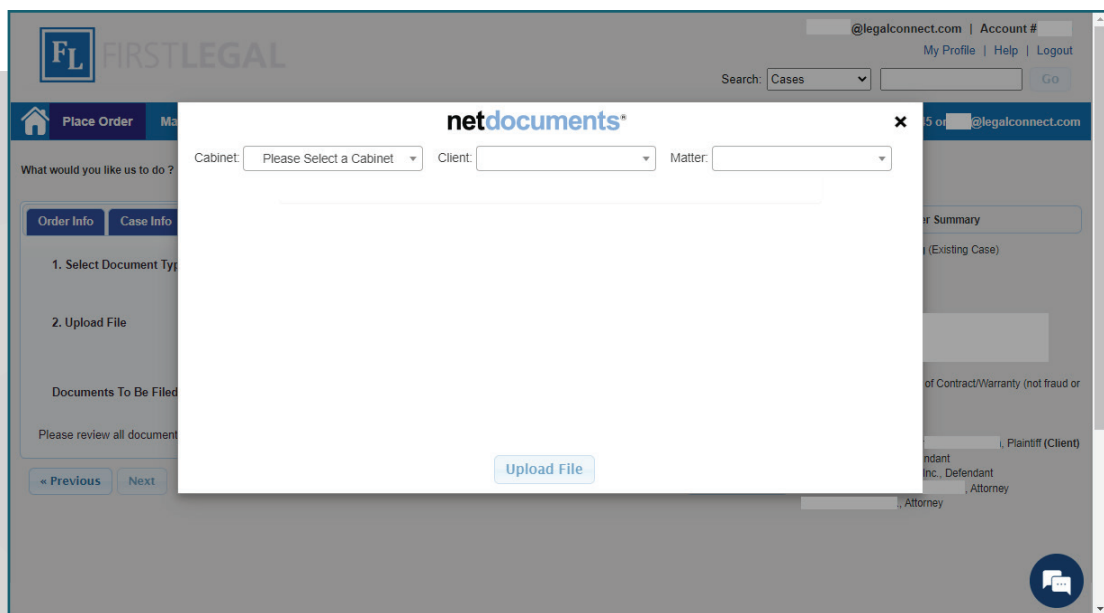 @legalconnect.com | Account #
My Profile | Help | Logout
FL FIRSTLEGAL
Search: Cases Go
Place Order Ma 5 or @legalconnect.com
netdocuments®
Cabinet: Please Select a Cabinet Client: Matter:
What would you like us to do ?
Order Info Case Info r Summary
(Existing Case)
1. Select Document Typ
2. Upload File
of Contract/Warranty (not fraud or
Documents To Be Filed
Please review all document
, Plaintiff (Client)
ndant
Inc., Defendant
, Attorney
., Attorney
Upload File
« Previous Next